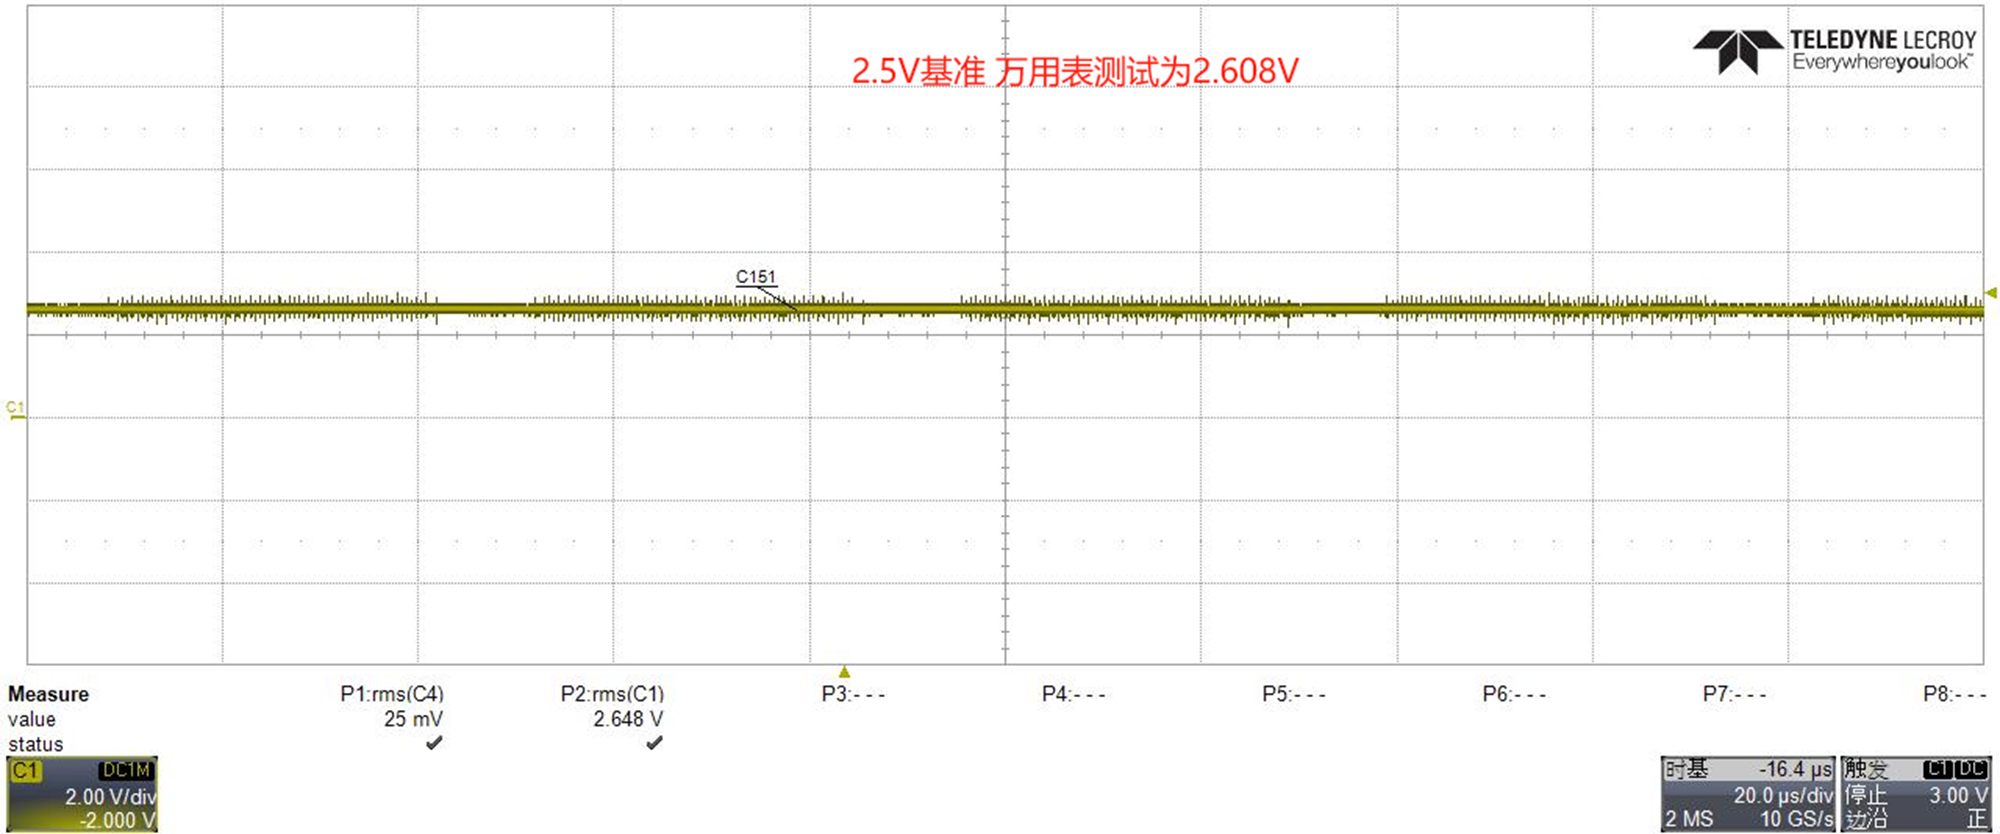 TELEDYNE LECROY
Everywhereyoulook™
2.5V基准 万用表测试为2.608V
C151
C1
Measure P1:rms(C4) P2:rms(C1) P3:- - - P4:- - - P5:- - - P6:- - - P7:- - - P8:- - -
value 25 mV 2.648 V
status ✔ ✔
C1 DC1M
2.00 V/div
-2.000 V
时基 -16.4 µs
20.0 µs/div
2 MS 10 GS/s
触发 C1 DC
停止 3.00 V
边沿 正